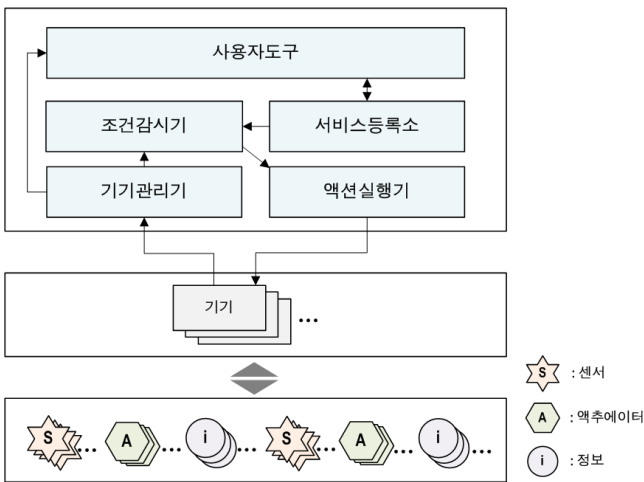 사용자도구
조건감시기
서비스등록소
기기관리기
액션실행기
기기
...
S
: 센서
A
: 액추에이터
i
: 정보
S ... A ... i ... S ... A ... i ...